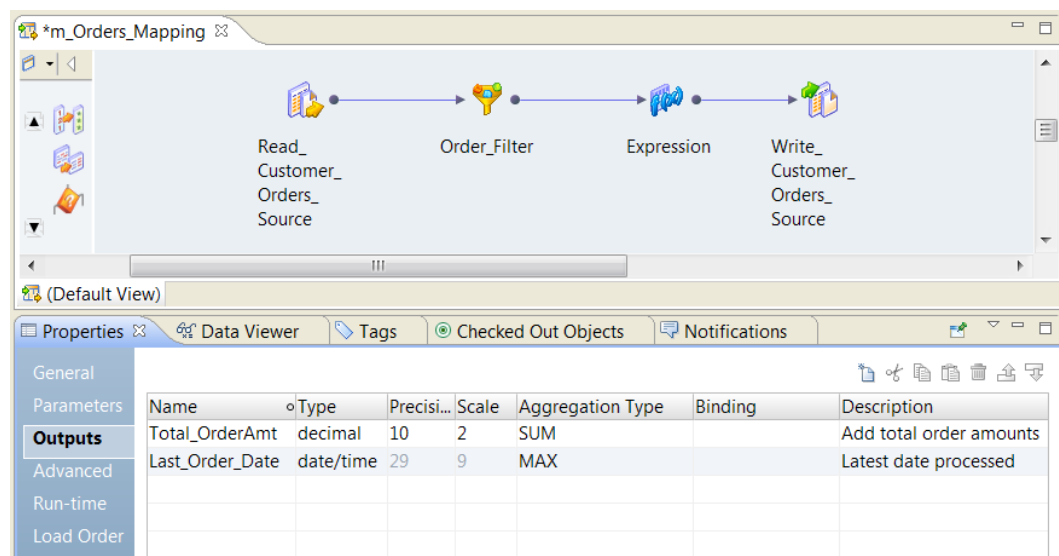 *m_Orders_Mapping
Read_
Customer_
Orders_
Source
Order_Filter
f(x)
Expression
Write_
Customer_
Orders_
Source
(Default View)
Properties Data Viewer Tags Checked Out Objects Notifications
General
Parameters
Outputs
Advanced
Run-time
Load Order
Name Type Precisi... Scale Aggregation Type Binding Description
Total_OrderAmt decimal 10 2 SUM Add total order amounts
Last_Order_Date date/time 29 9 MAX Latest date processed